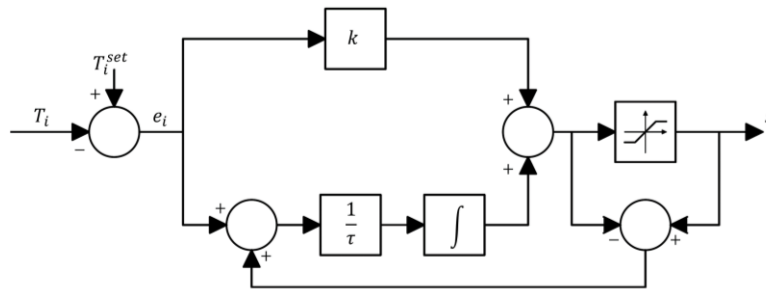 k
T_i^{set}
+
T_i
−
e_i
+
+
+
1
τ
∫
−
+
+